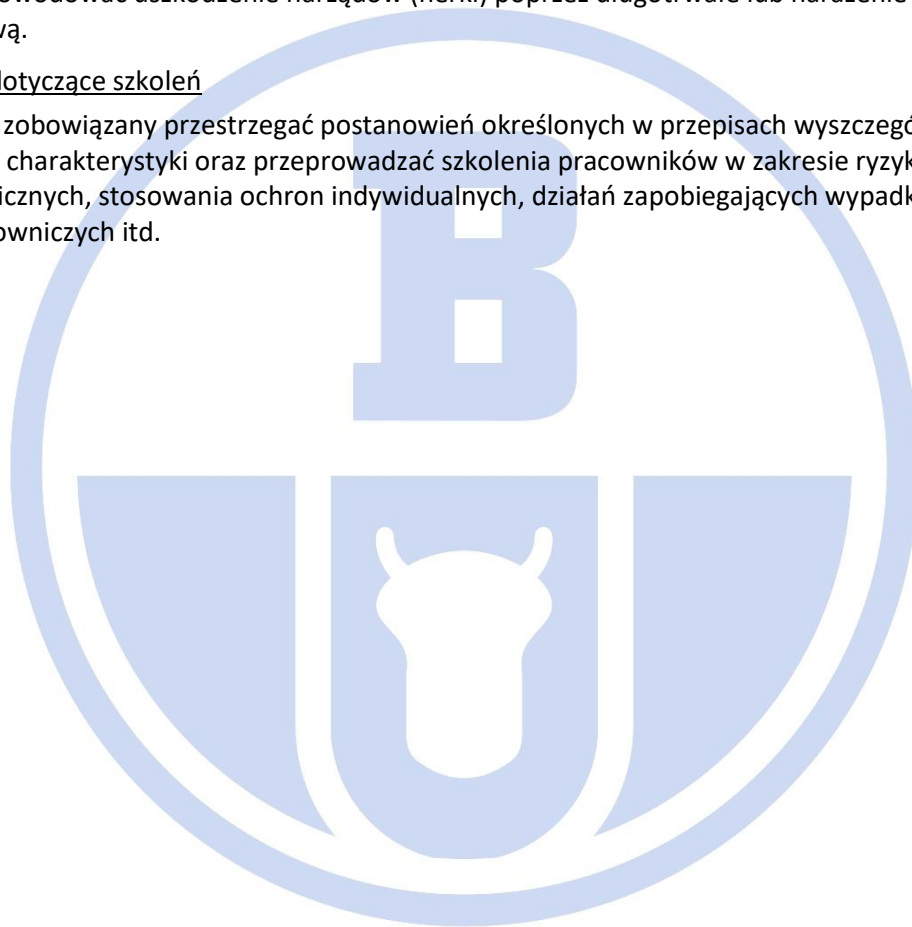 uszkodzenie narządów (nerki) poprzez długotrwałe lub narażenie
wą.
dotyczące szkoleń
zobowiązany przestrzegać postanowień określonych w przepisach wyszczegó
charakterystyki oraz przeprowadzać szkolenia pracowników w zakresie ryzyk
icznych, stosowania ochron indywidualnych, działań zapobiegających wypadk
owniczych itd.
B